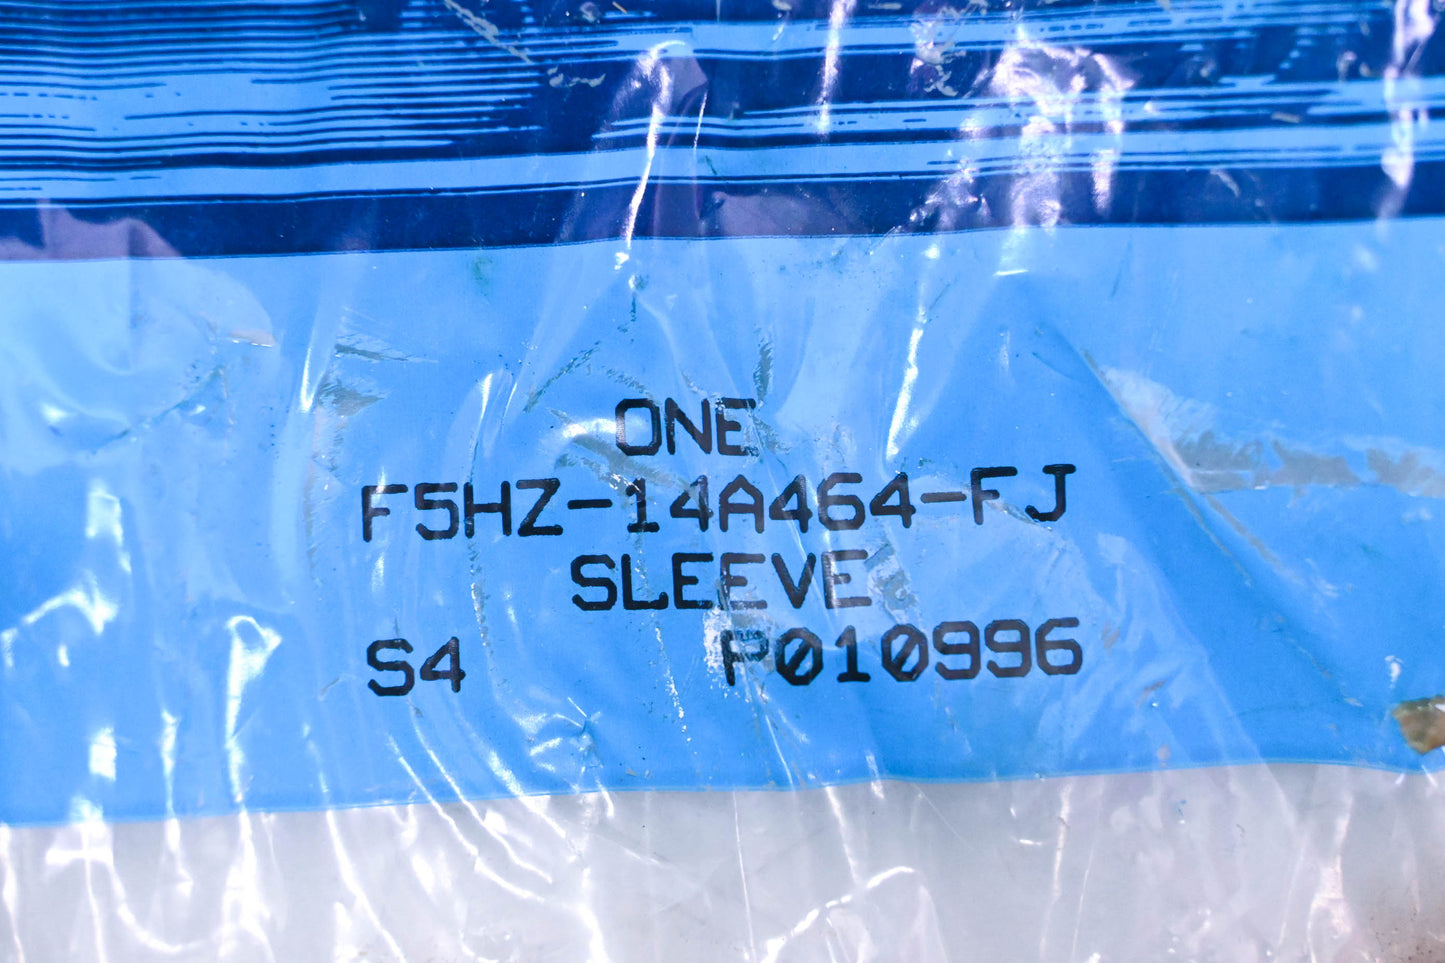 ONE
F5HZ-14A464-FJ
SLEEVE
S4 P010996